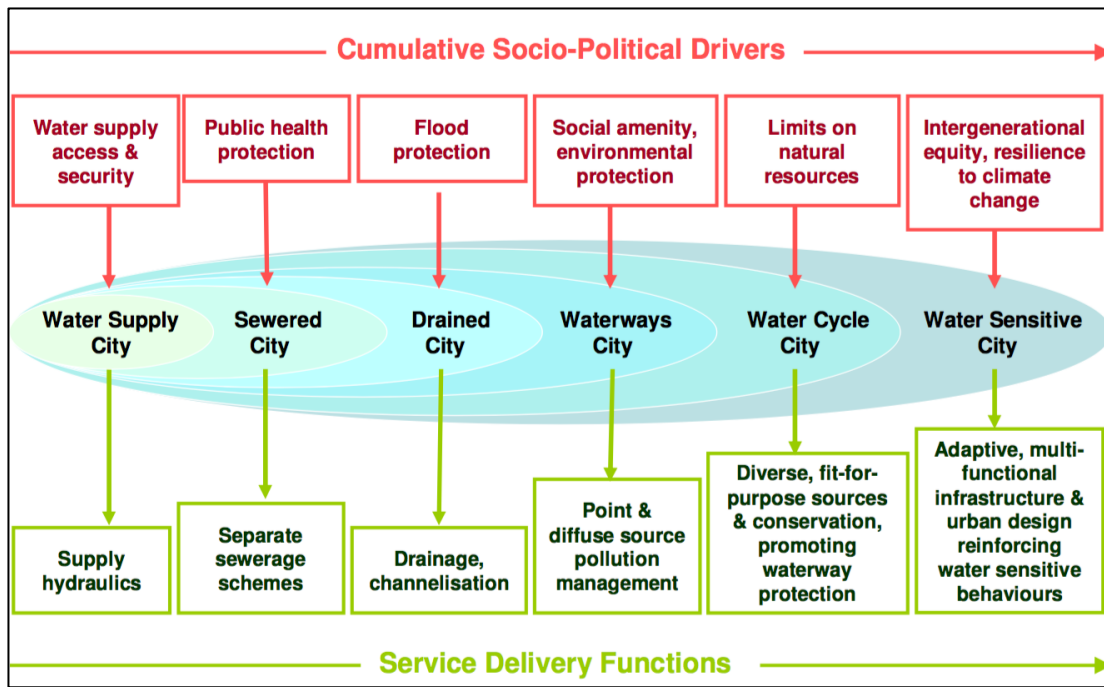 Cumulative Socio-Political Drivers
Water supply
access &
security
Public health
protection
Flood
protection
Social amenity,
environmental
protection
Limits on
natural
resources
Intergenerational
equity, resilience
to climate
change
Water Supply
City
Sewered
City
Drained
City
Waterways
City
Water Cycle
City
Water Sensitive
City
Supply
hydraulics
Separate
sewerage
schemes
Drainage,
channelisation
Point &
diffuse source
pollution
management
Diverse, fit-for-
purpose sources
& conservation,
promoting
waterway
protection
Adaptive, multi-
functional
infrastructure &
urban design
reinforcing
water sensitive
behaviours
Service Delivery Functions